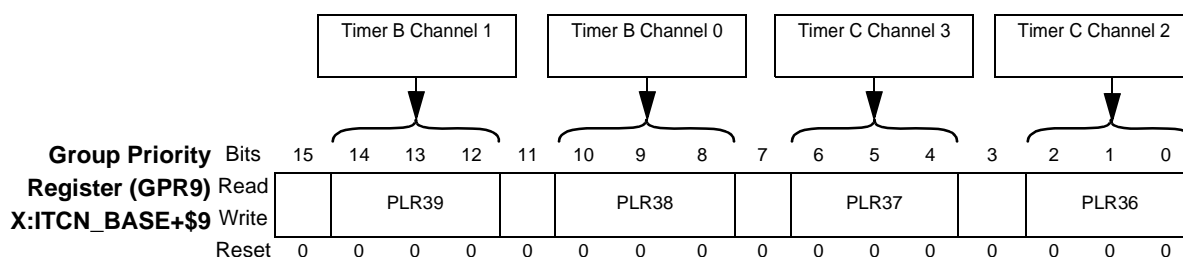 Timer B Channel 1 Timer B Channel 0 Timer C Channel 3 Timer C Channel 2
Group Priority Bits 15 14 13 12 11 10 9 8 7 6 5 4 3 2 1 0
Register (GPR9) Read
PLR39 PLR38 PLR37 PLR36
X:ITCN_BASE+$9 Write
Reset 0 0 0 0 0 0 0 0 0 0 0 0 0 0 0 0